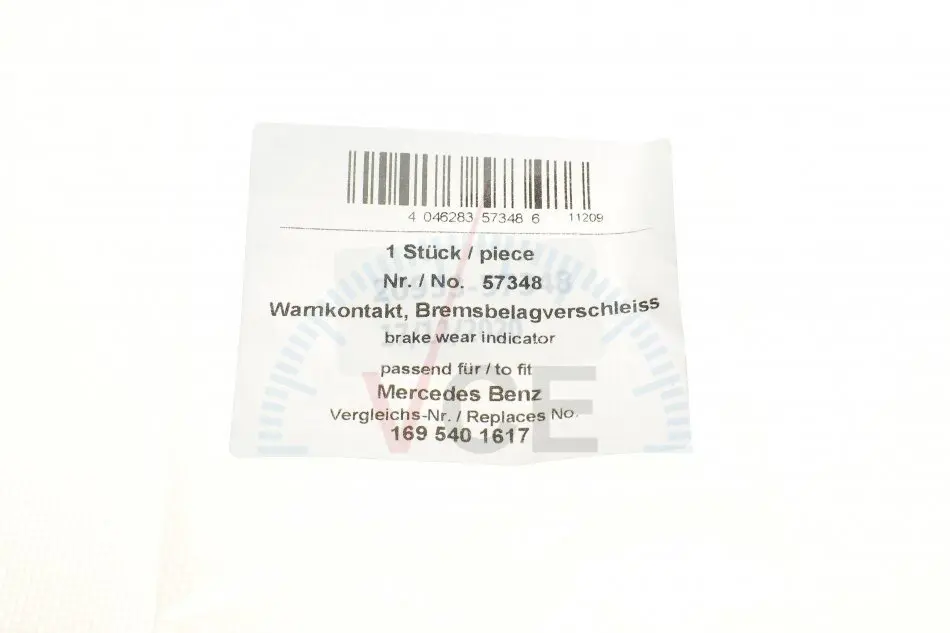 4 046283 57348 6 11209
1 Stück / piece
Nr. / No. 57348
Warnkontakt, Bremsbelagverschleiss
brake wear indicator
passend für / to fit
Mercedes Benz
Vergleichs-Nr. / Replaces No.
169 540 1617
VCE